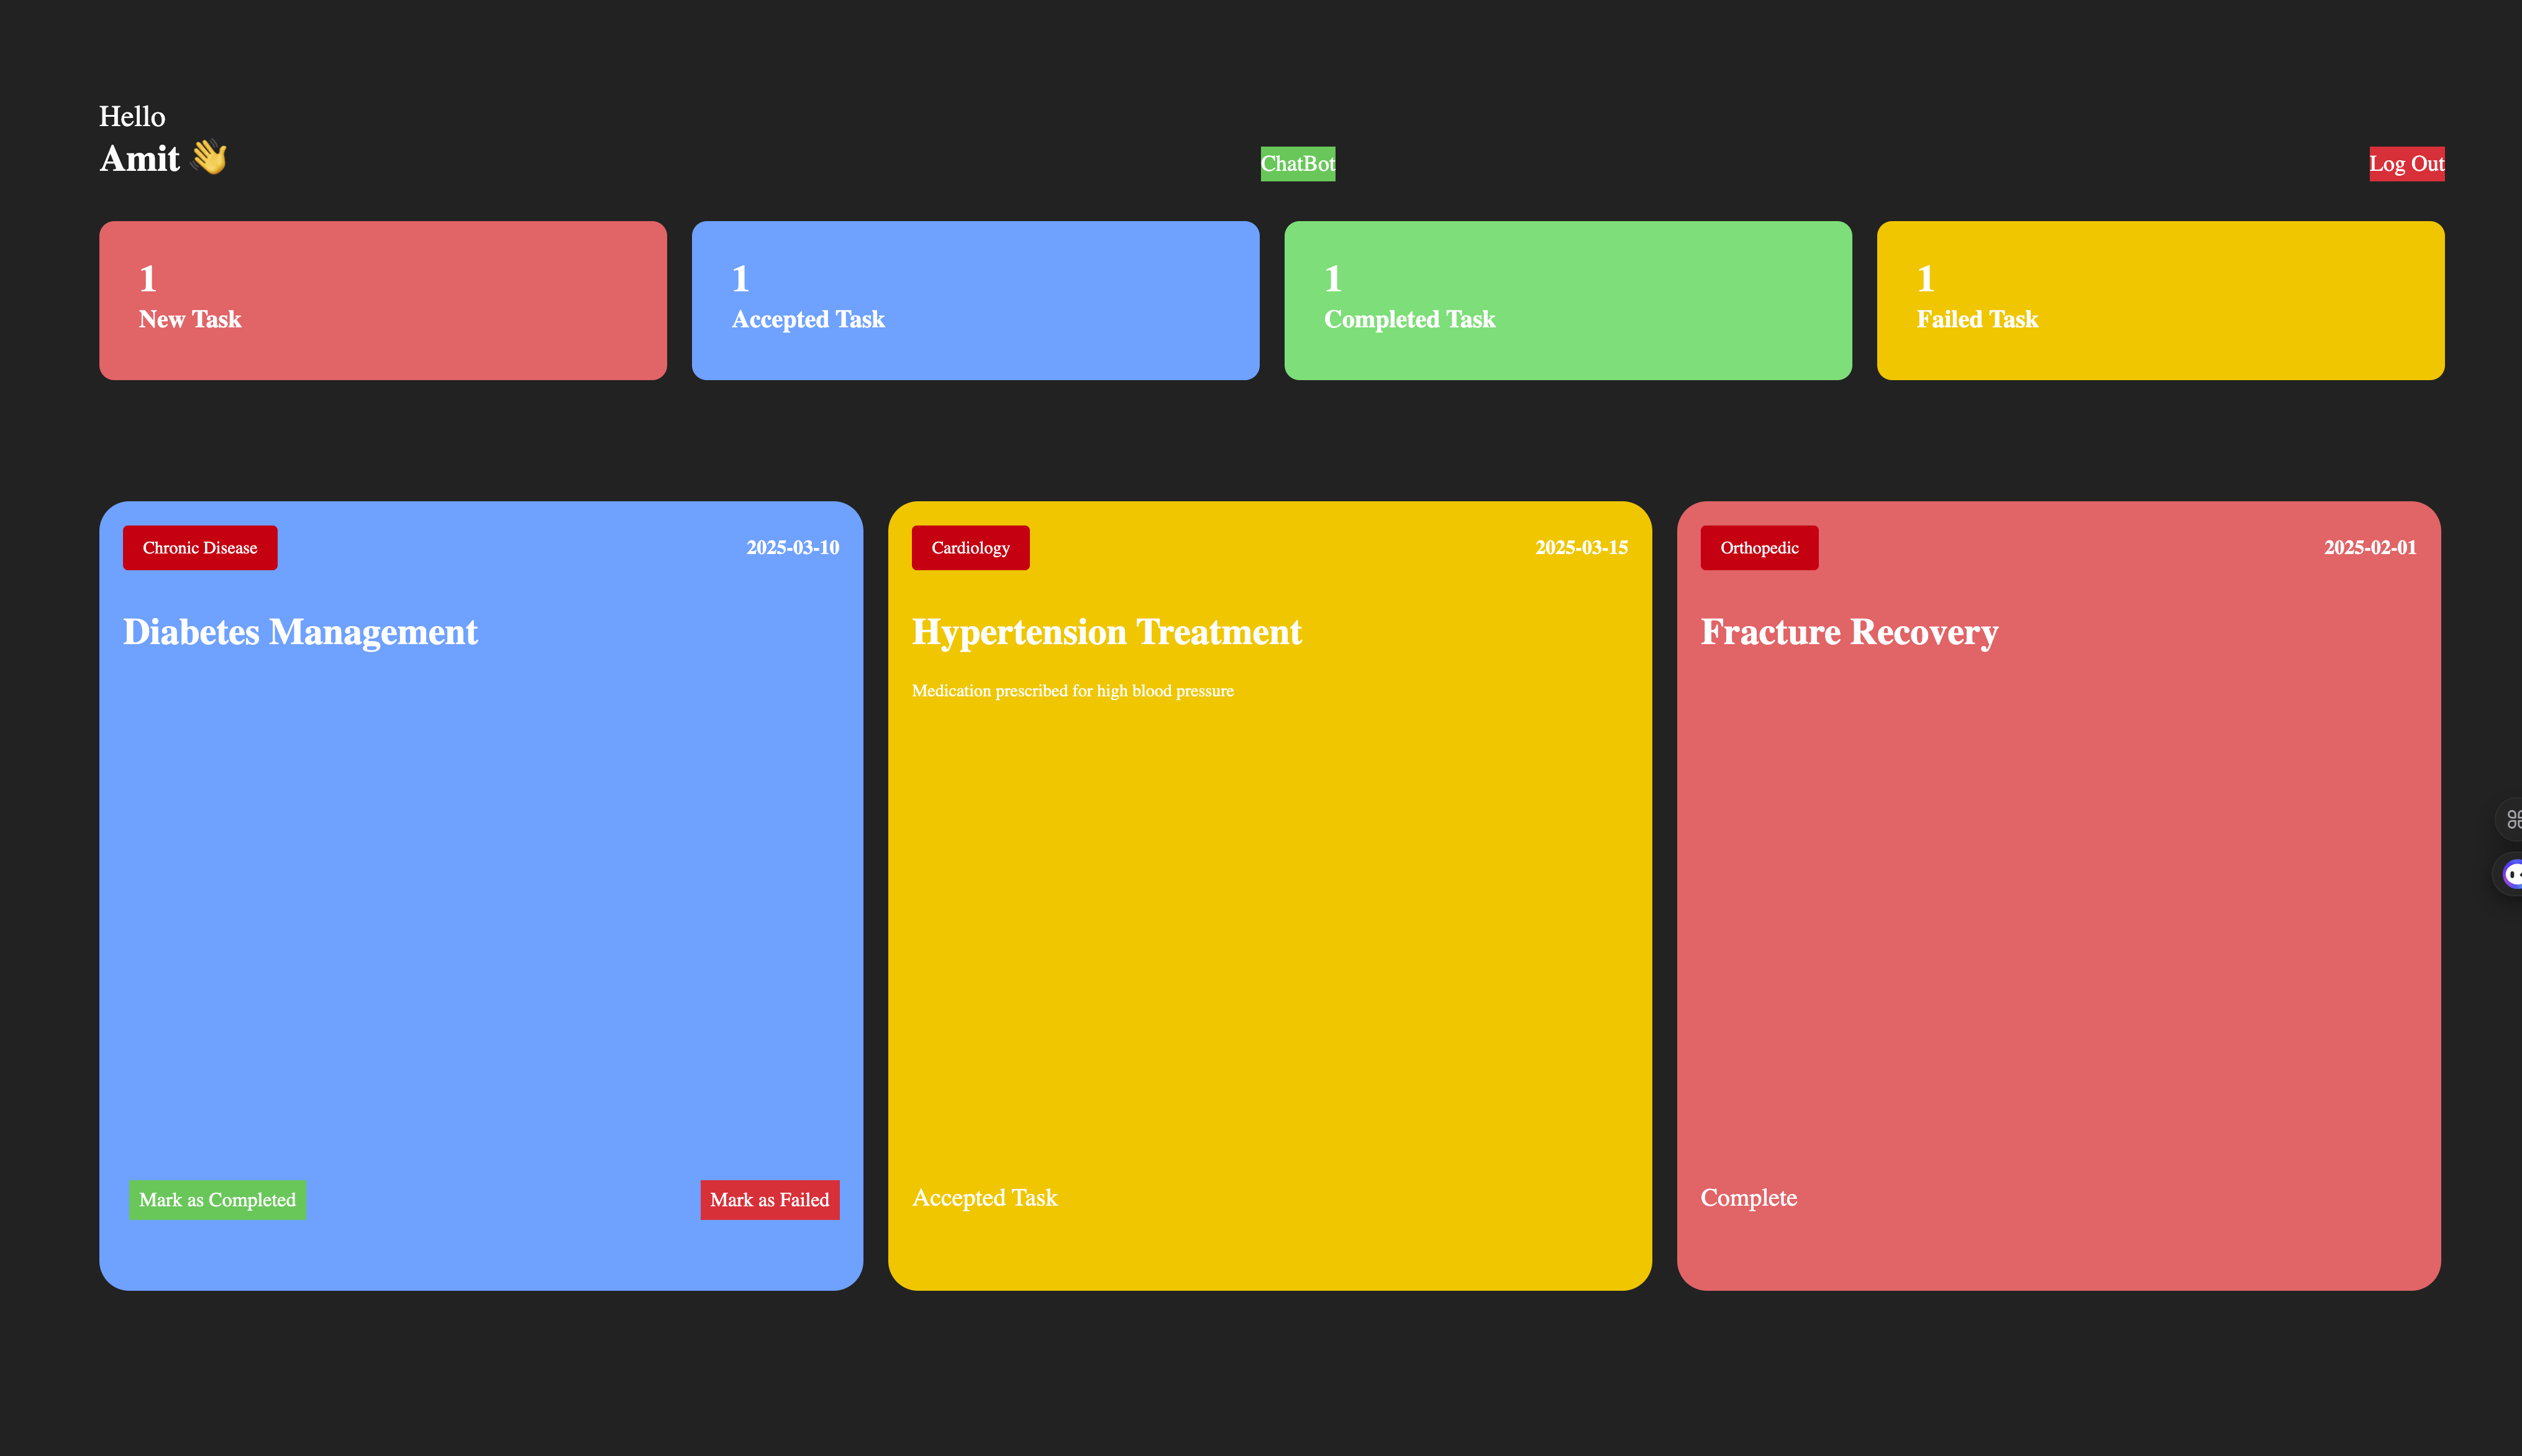 Hello
Amit 👋
ChatBot
Log Out
1
New Task
1
Accepted Task
1
Completed Task
1
Failed Task
Chronic Disease
2025-03-10
Diabetes Management
Mark as Completed
Mark as Failed
Cardiology
2025-03-15
Hypertension Treatment
Medication prescribed for high blood pressure
Accepted Task
Orthopedic
2025-02-01
Fracture Recovery
Complete